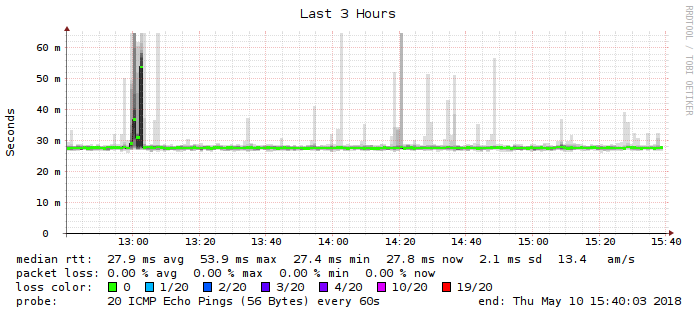 Last 3 Hours
RRDTOOL / TOBI OETIKER
Seconds
60 m
50 m
40 m
30 m
20 m
10 m
0
13:00 13:20 13:40 14:00 14:20 14:40 15:00 15:20 15:40
median rtt: 27.9 ms avg 53.9 ms max 27.4 ms min 27.8 ms now 2.1 ms sd 13.4 am/s
packet loss: 0.00 % avg 0.00 % max 0.00 % min 0.00 % now
loss color: 0 1/20 2/20 3/20 4/20 10/20 19/20
probe: 20 ICMP Echo Pings (56 Bytes) every 60s end: Thu May 10 15:40:03 2018